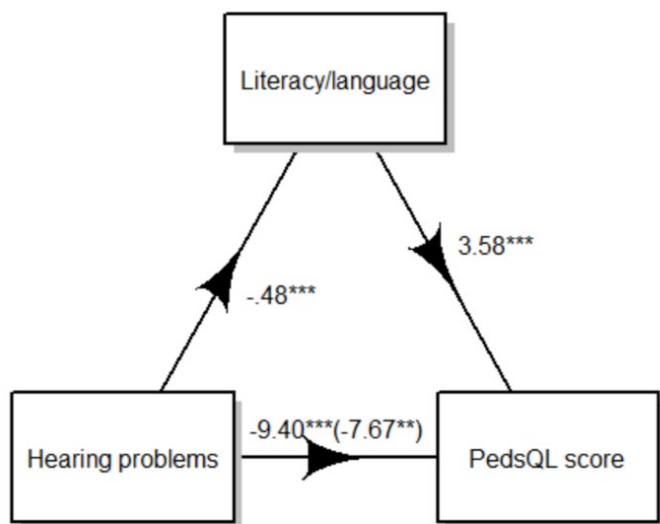 Literacy/language
3.58***
-.48***
-9.40***(-7.67**)
Hearing problems
PedsQL score